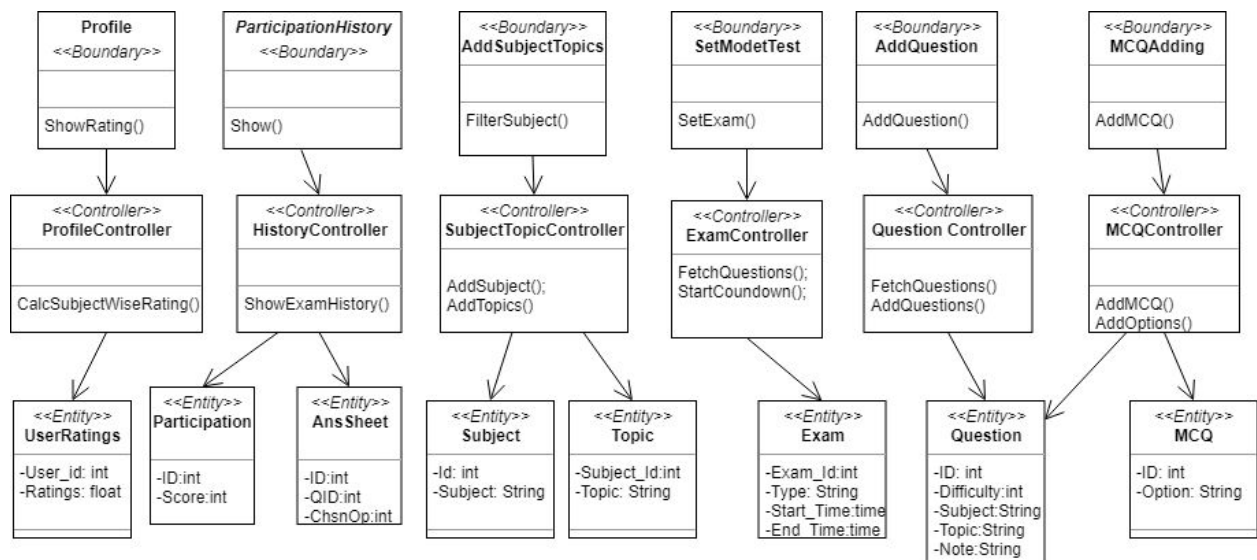 Profile
<<Boundary>>
ShowRating()
ParticipationHistory
<<Boundary>>
Show()
<<Boundary>>
AddSubjectTopics
FilterSubject()
<<Boundary>>
SetModetTest
SetExam()
<<Boundary>>
AddQuestion
AddQuestion()
<<Boundary>>
MCQAdding
AddMCQ()
<<Controller>>
ProfileController
CalcSubjectWiseRating()
<<Controller>>
HistoryController
ShowExamHistory()
<<Controller>>
SubjectTopicController
AddSubject();
AddTopics()
<<Controller>>
ExamController
FetchQuestions();
StartCoundown();
<<Controller>>
Question Controller
FetchQuestions()
AddQuestions()
<<Controller>>
MCQController
AddMCQ()
AddOptions()
<<Entity>>
UserRatings
-User_id: int
-Ratings: float
<<Entity>>
Participation
-ID:int
-Score:int
<<Entity>>
AnsSheet
-ID:int
-QID:int
-ChsnOp:int
<<Entity>>
Subject
-Id: int
-Subject: String
<<Entity>>
Topic
-Subject_Id:int
-Topic: String
<<Entity>>
Exam
-Exam_Id:int
-Type: String
-Start_Time:time
-End_Time:time
<<Entity>>
Question
-ID: int
-Difficulty:int
-Subject:String
-Topic:String
-Note:String
<<Entity>>
MCQ
-ID: int
-Option: String